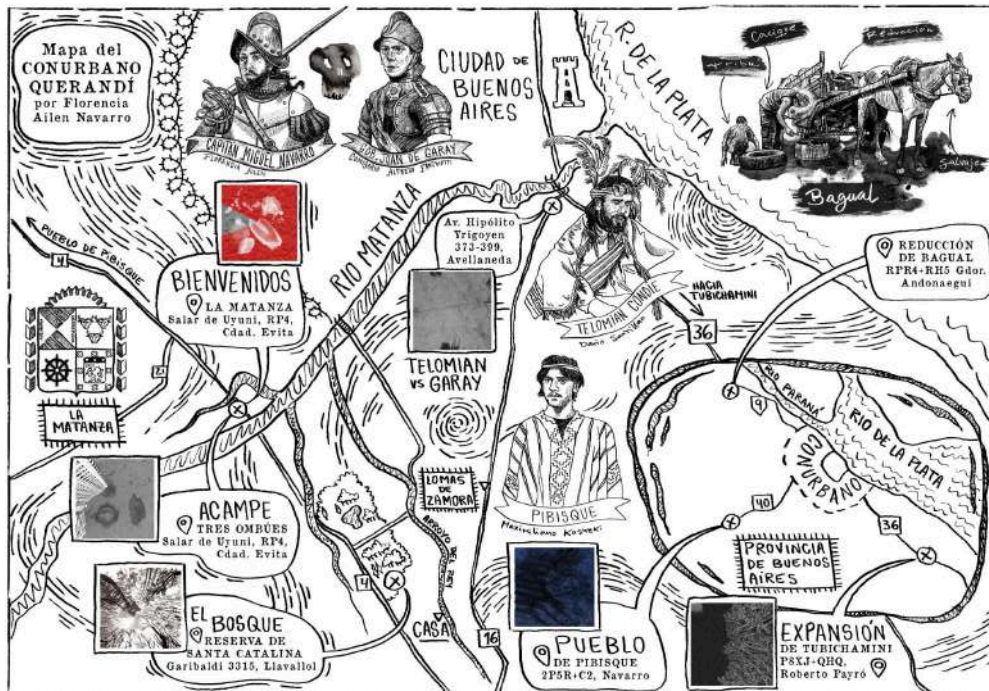 Mapa del
CONURBANO
QUERANDÍ
por Florencia
Ailen Navarro
CAPITÁN MIGUEL NAVARRO
GOB. JUAN DE GARAY
CIUDAD DE
BUENOS
AIRES
R. DE LA PLATA
Cacique
Reducción
Tribu
Salvaje
Bagual
PUEBLO DE PIBISQUE
4
BIENVENIDOS
LA MATANZA
Salar de Uyuni, RP4,
Cdad. Evita
RIO MATANZA
Av. Hipólito
Yrigoyen
373-399,
Avellaneda
TELOMIAN
VS GARAY
TELOMIAN CONDIE
HACIA
TUBICHAMINI
36
REDUCCIÓN
DE BAGUAL
RPR4+RH5 Gdor.
Andonaegui
LA
MATANZA
PIBISQUE
Maximiliano Kosteki
LOMAS DE
ZAMORA
ARROYO DEL REY
CASA
4
16
ACAMPE
TRES OMBÚES
Salar de Uyuni, RP4,
Cdad. Evita
EL
BOSQUE
RESERVA DE
SANTA CATALINA
Garibaldi 3315, Llavallol
PUEBLO
DE PIBISQUE
2P5R+C2, Navarro
9
RIO PARANÁ
RIO DE LA PLATA
CONURBANO
40
36
PROVINCIA
DE BUENOS
AIRES
EXPANSIÓN
DE TUBICHAMINI
P8XJ+QHQ,
Roberto Payró